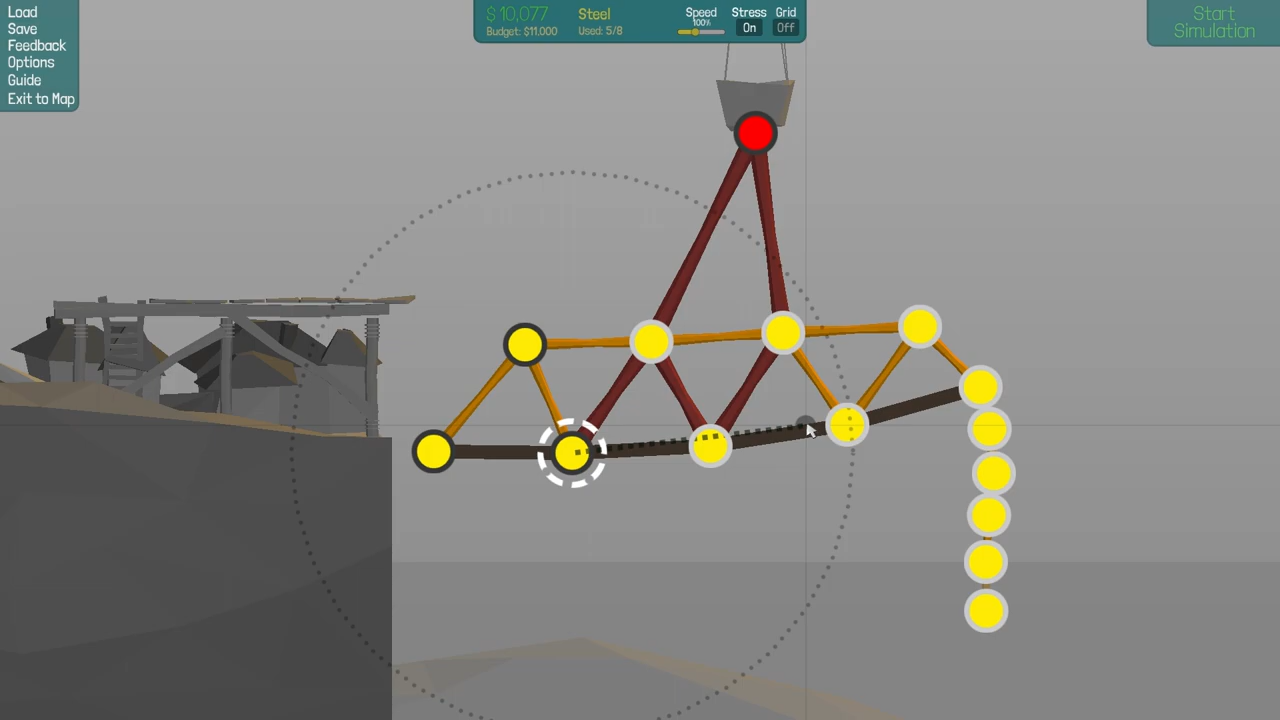 Load
Save
Feedback
Options
Guide
Exit to Map
$ 10,077
Budget: $11,000
Steel
Used: 5/8
Speed
100%
Stress
On
Grid
Off
Start
Simulation